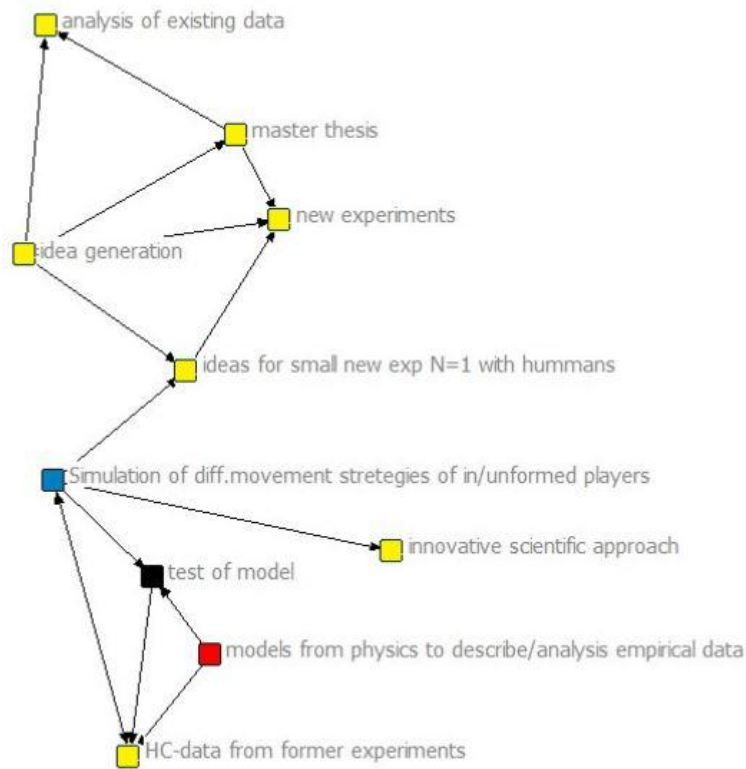 analysis of existing data
master thesis
new experiments
idea generation
ideas for small new exp N=1 with hummans
Simulation of diff.movement stretegies of in/unformed players
innovative scientific approach
test of model
models from physics to describe/analysis empirical data
HC-data from former experiments